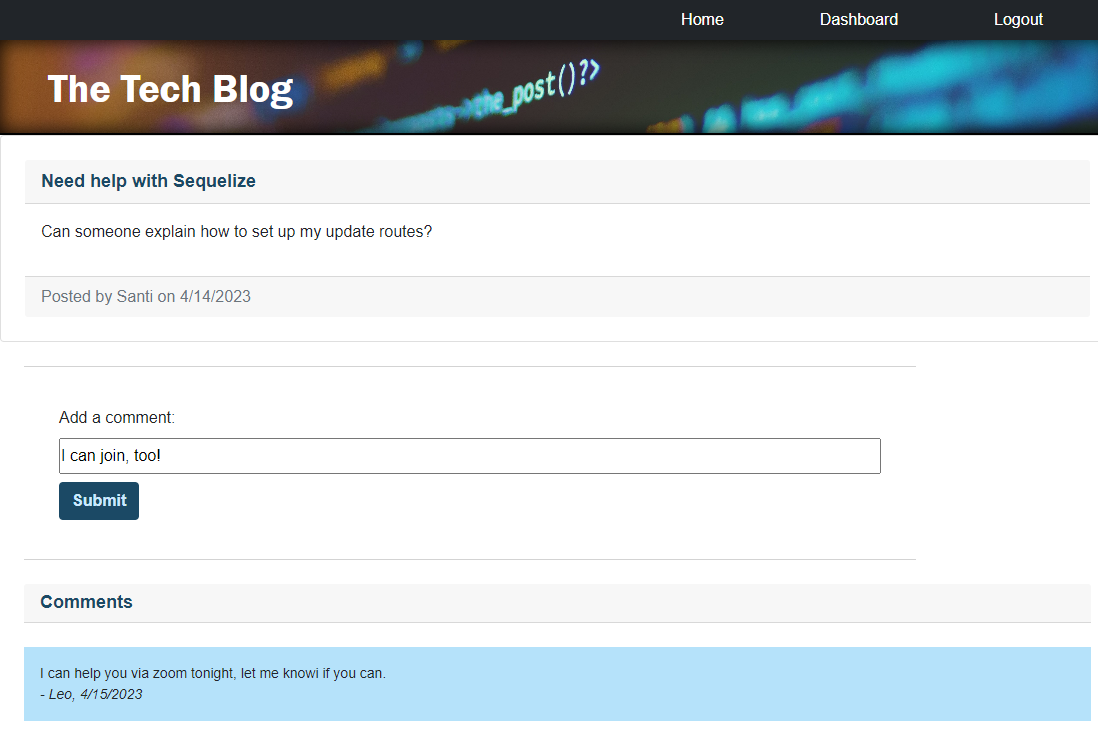 Home Dashboard Logout
The Tech Blog
the_post()?>
Need help with Sequelize
Can someone explain how to set up my update routes?
Posted by Santi on 4/14/2023
Add a comment:
I can join, too!
Submit
Comments
I can help you via zoom tonight, let me knowi if you can.
- Leo, 4/15/2023